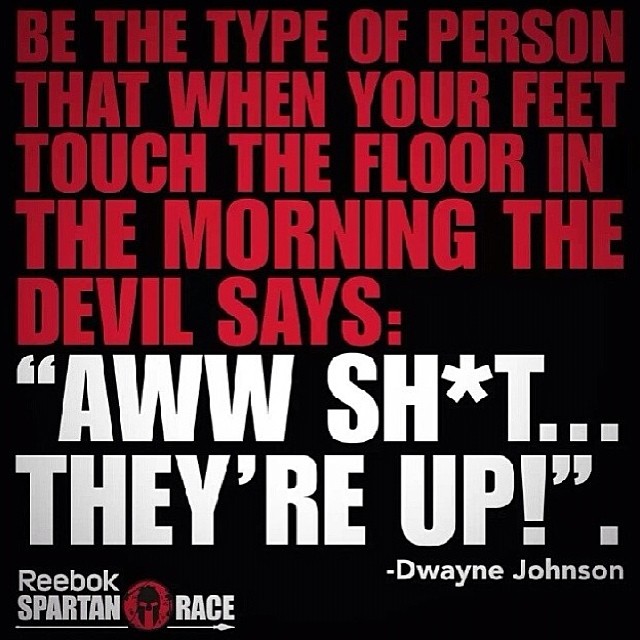 BE THE TYPE OF PERSON
THAT WHEN YOUR FEET
TOUCH THE FLOOR IN
THE MORNING THE
DEVIL SAYS:
“AWW SH*T...
THEY’RE UP!”.
-Dwayne Johnson
Reebok
SPARTAN RACE